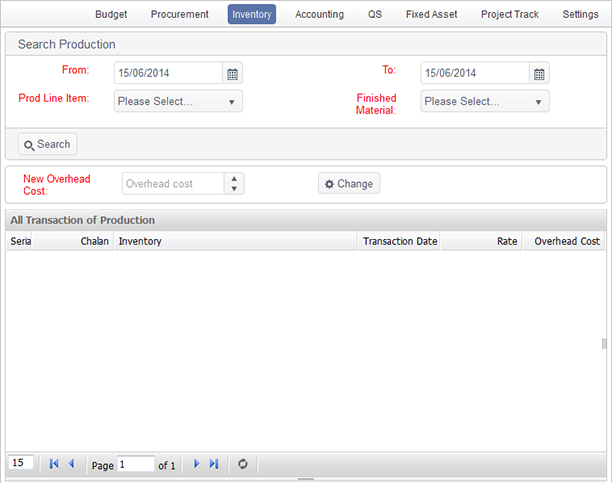 Budget Procurement Inventory Accounting QS Fixed Asset Project Track Settings
Search Production
From: 15/06/2014 To: 15/06/2014
Prod Line Item: Please Select... Finished Material: Please Select...
Search
New Overhead Cost: Overhead cost Change
All Transaction of Production
Seria Chalan Inventory Transaction Date Rate Overhead Cost
15 Page 1 of 1